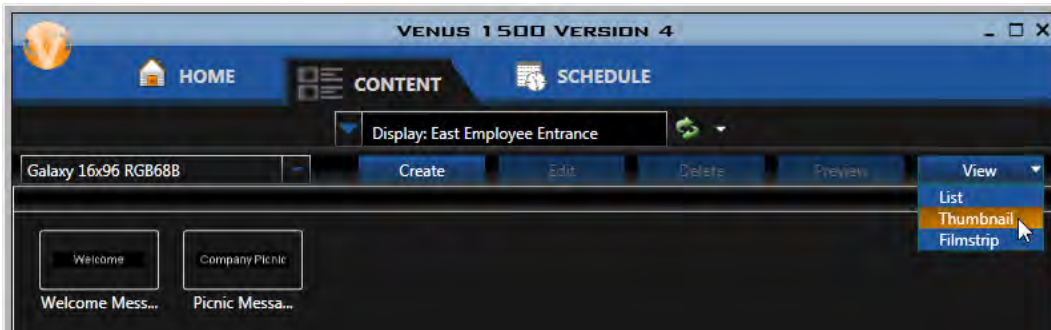 VENUS 1500 VERSION 4
HOME
CONTENT
SCHEDULE
Display: East Employee Entrance
Galaxy 16x96 RGB68B
Create
Edit
Delete
Preview
View
List
Thumbnail
Filmstrip
Welcome
Company Picnic
Welcome Mess...
Picnic Messa...